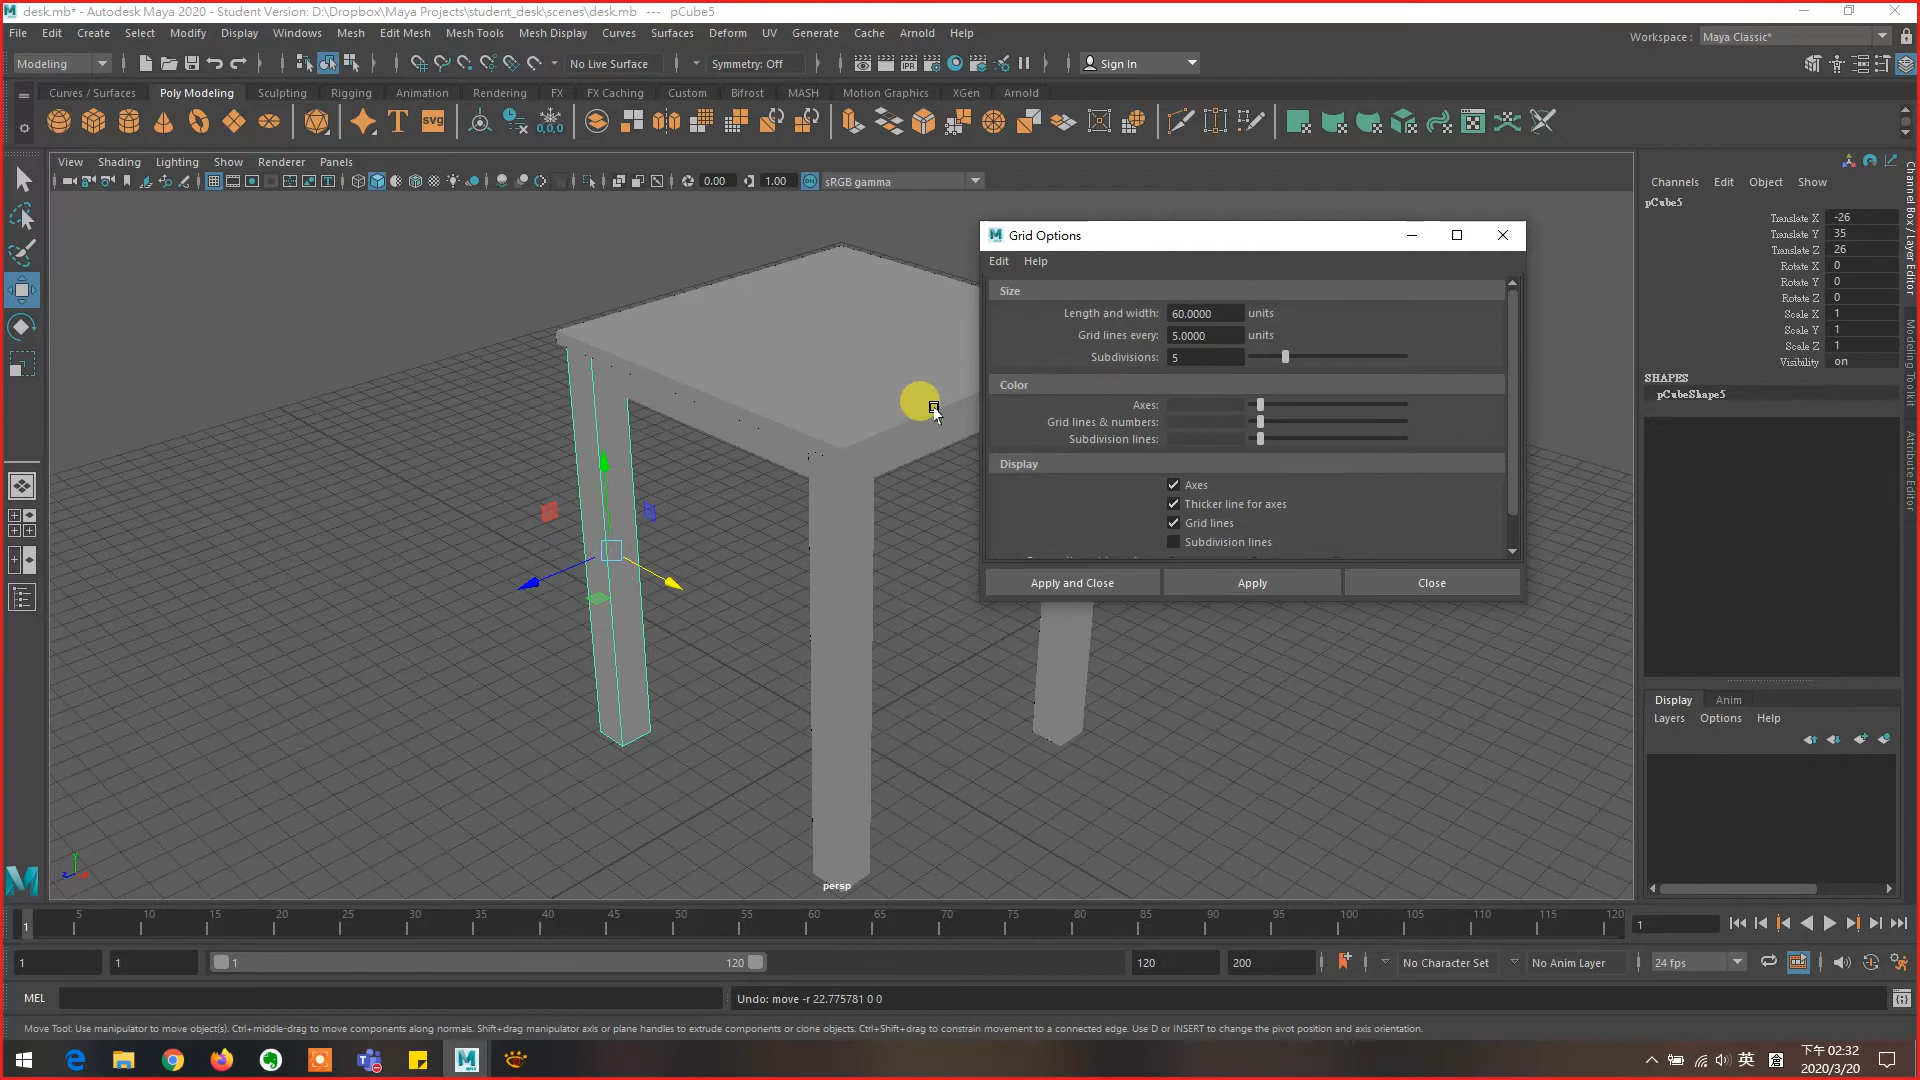 desk.mb* - Autodesk Maya 2020 - Student Version: D:\Dropbox\Maya Projects\student_desk\scenes\desk.mb --- pCube5
File Edit Create Select Modify Display Windows Mesh Edit Mesh Mesh Tools Mesh Display Curves Surfaces Deform UV Generate Cache Arnold Help
Workspace : Maya Classic*
Modeling No Live Surface Symmetry: Off Sign In
Curves / Surfaces Poly Modeling Sculpting Rigging Animation Rendering FX FX Caching Custom Bifrost MASH Motion Graphics XGen Arnold
View Shading Lighting Show Renderer Panels
0.00 1.00 sRGB gamma
Grid Options
Edit Help
Size
Length and width: 60.0000 units
Grid lines every: 5.0000 units
Subdivisions: 5
Color
Axes:
Grid lines & numbers:
Subdivision lines:
Display
Axes
Thicker line for axes
Grid lines
Subdivision lines
Apply and Close Apply Close
persp
Channels Edit Object Show
pCube5
Translate X -26
Translate Y 35
Translate Z 26
Rotate X 0
Rotate Y 0
Rotate Z 0
Scale X 1
Scale Y 1
Scale Z 1
Visibility on
SHAPES
pCubeShape5
Channel Box / Layer Editor
Modeling Toolkit
Attribute Editor
Display Anim
Layers Options Help
5 10 15 20 25 30 35 40 45 50 55 60 65 70 75 80 85 90 95 100 105 110 115 120
1 1
1 1 1 120 120 200 No Character Set No Anim Layer 24 fps
MEL Undo: move -r 22.775781 0 0
Move Tool: Use manipulator to move object(s). Ctrl+middle-drag to move components along normals. Shift+drag manipulator axis or plane handles to extrude components or clone objects. Ctrl+Shift+drag to constrain movement to a connected edge. Use D or INSERT to change the pivot position and axis orientation.
英 下午 02:32
2020/3/20